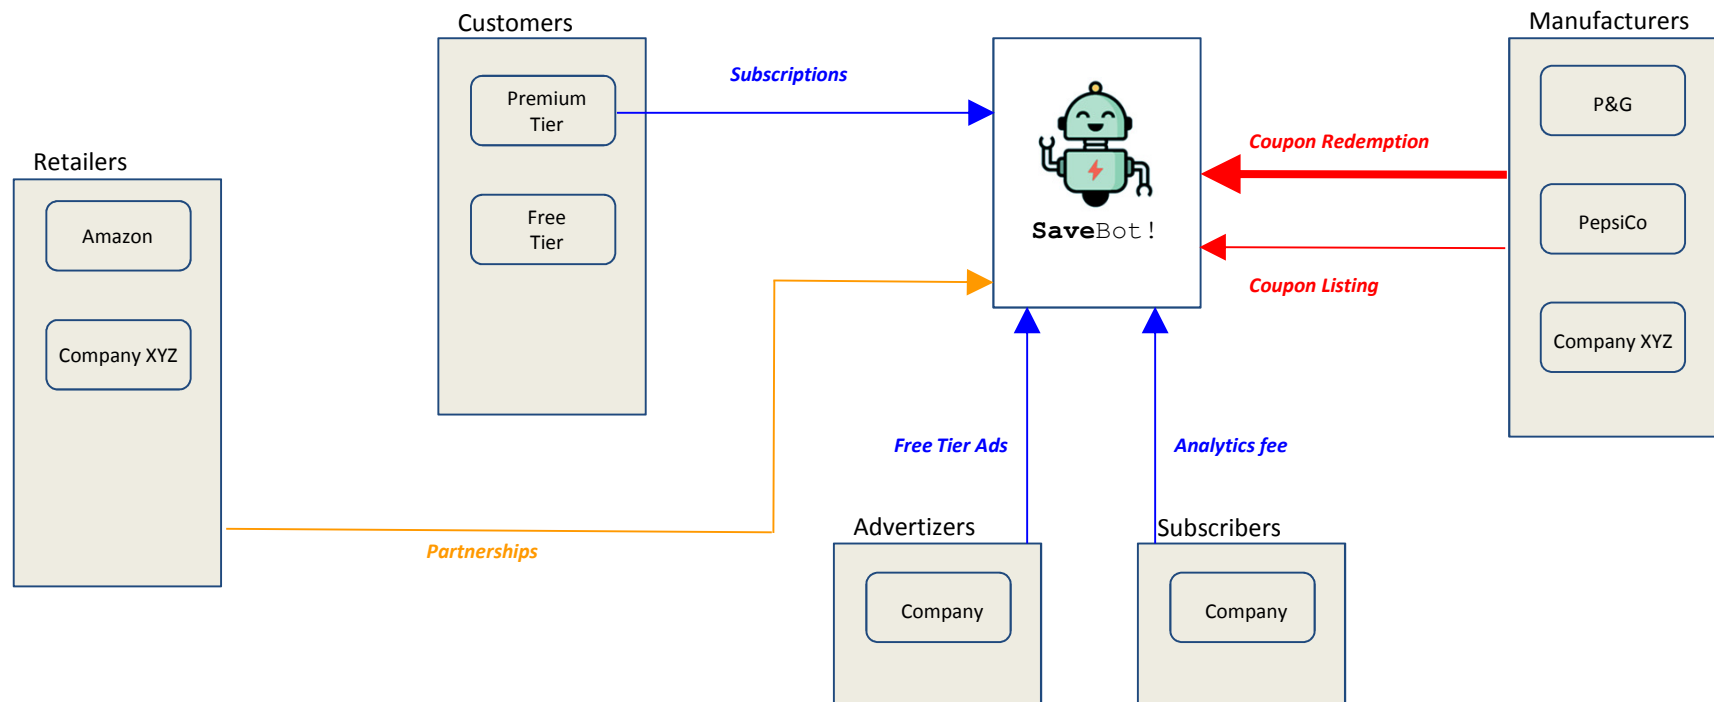 Customers
Manufacturers
Premium
Tier
Subscriptions
P&G
Coupon Redemption
Retailers
Amazon
Free
Tier
SaveBot!
PepsiCo
Coupon Listing
Company XYZ
Company XYZ
Free Tier Ads
Analytics fee
Partnerships
Advertizers
Subscribers
Company
Company